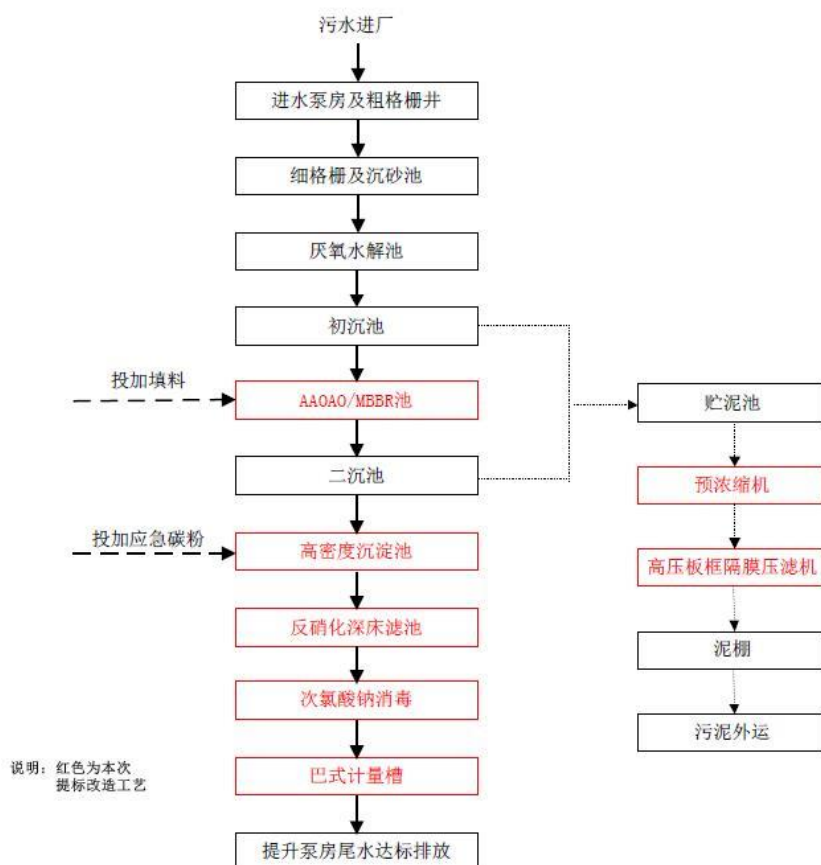 污水进厂
进水泵房及粗格栅井
细格栅及沉砂池
厌氧水解池
初沉池
投加填料
AAOAO/MBBR池
贮泥池
二沉池
预浓缩机
投加应急碳粉
高密度沉淀池
高压板框隔膜压滤机
反硝化深床滤池
泥棚
次氯酸钠消毒
污泥外运
说明：红色为本次
提标改造工艺
巴式计量槽
提升泵房尾水达标排放